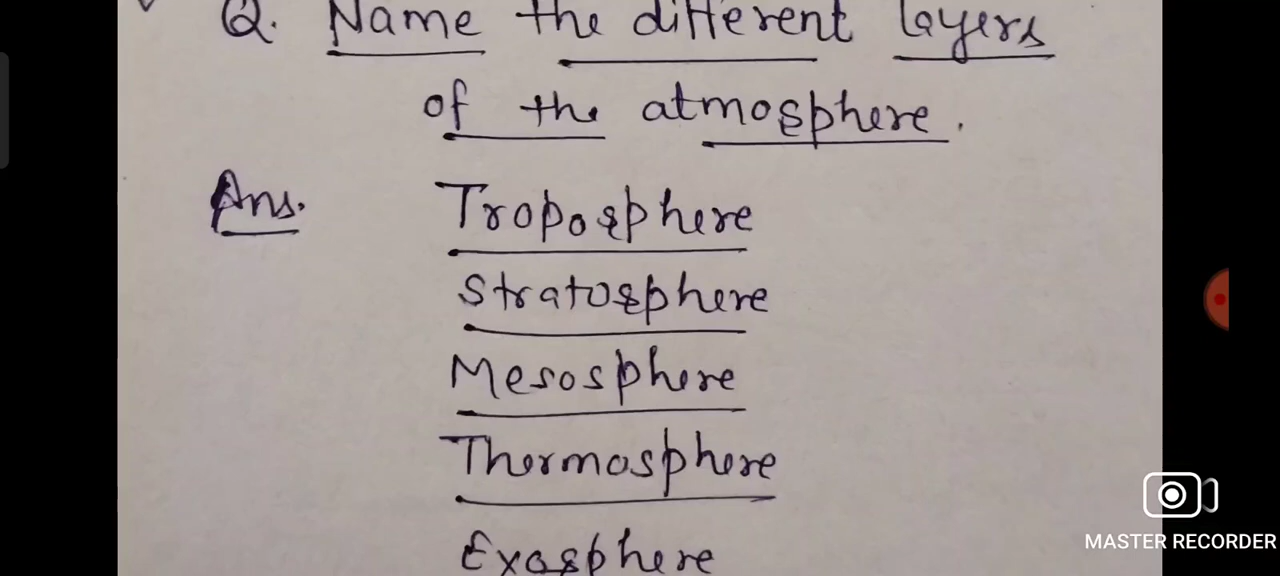 Q. Name the different layers
of the atmosphere.
Ans. Troposphere
Stratosphere
Mesosphere
Thermosphere
Exosphere
MASTER RECORDER